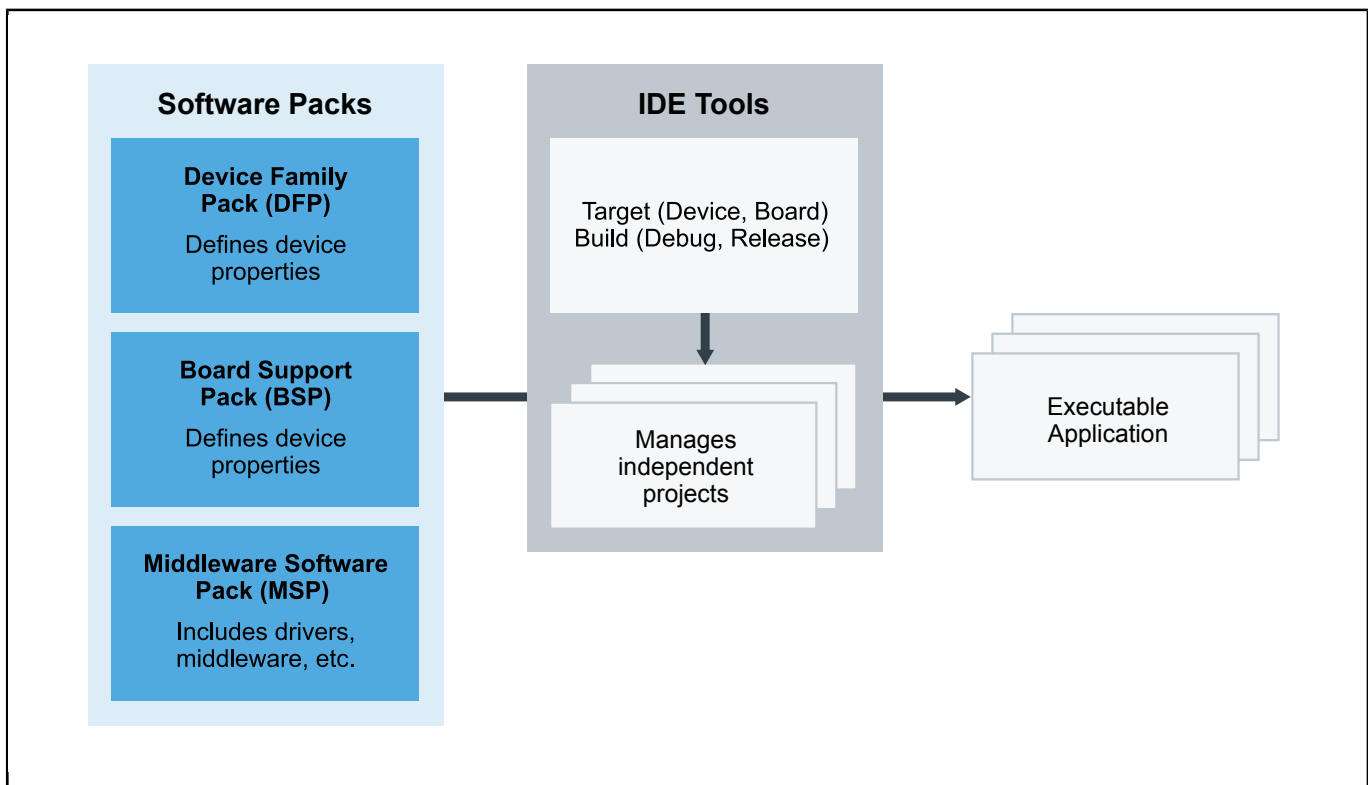 Software Packs
Device Family
Pack (DFP)
Defines device
properties
Board Support
Pack (BSP)
Defines device
properties
Middleware Software
Pack (MSP)
Includes drivers,
middleware, etc.
IDE Tools
Target (Device, Board)
Build (Debug, Release)
Manages
independent
projects
Executable
Application